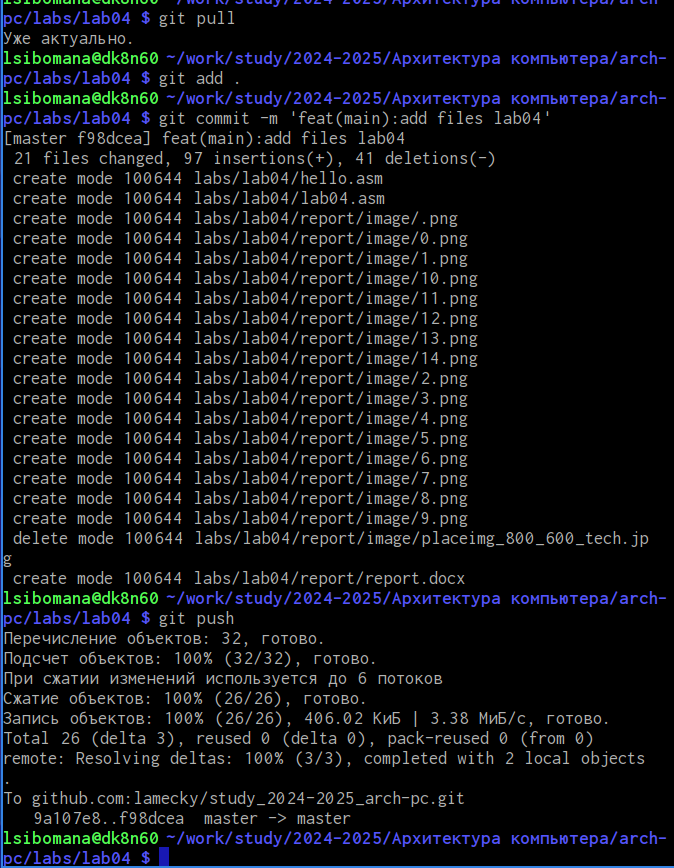 lsibomana@dk8n60 ~/work/study/2024-2025/Архитектура компьютера/arch-
pc/labs/lab04 $ git pull
Уже актуально.
lsibomana@dk8n60 ~/work/study/2024-2025/Архитектура компьютера/arch-
pc/labs/lab04 $ git add .
lsibomana@dk8n60 ~/work/study/2024-2025/Архитектура компьютера/arch-
pc/labs/lab04 $ git commit -m 'feat(main):add files lab04'
[master f98dcea] feat(main):add files lab04
 21 files changed, 97 insertions(+), 41 deletions(-)
 create mode 100644 labs/lab04/hello.asm
 create mode 100644 labs/lab04/lab04.asm
 create mode 100644 labs/lab04/report/image/.png
 create mode 100644 labs/lab04/report/image/0.png
 create mode 100644 labs/lab04/report/image/1.png
 create mode 100644 labs/lab04/report/image/10.png
 create mode 100644 labs/lab04/report/image/11.png
 create mode 100644 labs/lab04/report/image/12.png
 create mode 100644 labs/lab04/report/image/13.png
 create mode 100644 labs/lab04/report/image/14.png
 create mode 100644 labs/lab04/report/image/2.png
 create mode 100644 labs/lab04/report/image/3.png
 create mode 100644 labs/lab04/report/image/4.png
 create mode 100644 labs/lab04/report/image/5.png
 create mode 100644 labs/lab04/report/image/6.png
 create mode 100644 labs/lab04/report/image/7.png
 create mode 100644 labs/lab04/report/image/8.png
 create mode 100644 labs/lab04/report/image/9.png
 delete mode 100644 labs/lab04/report/image/placeimg_800_600_tech.jp
g
 create mode 100644 labs/lab04/report/report.docx
lsibomana@dk8n60 ~/work/study/2024-2025/Архитектура компьютера/arch-
pc/labs/lab04 $ git push
Перечисление объектов: 32, готово.
Подсчет объектов: 100% (32/32), готово.
При сжатии изменений используется до 6 потоков
Сжатие объектов: 100% (26/26), готово.
Запись объектов: 100% (26/26), 406.02 КиБ | 3.38 МиБ/с, готово.
Total 26 (delta 3), reused 0 (delta 0), pack-reused 0 (from 0)
remote: Resolving deltas: 100% (3/3), completed with 2 local objects
.
To github.com:lamecky/study_2024-2025_arch-pc.git
   9a107e8..f98dcea  master -> master
lsibomana@dk8n60 ~/work/study/2024-2025/Архитектура компьютера/arch-
pc/labs/lab04 $